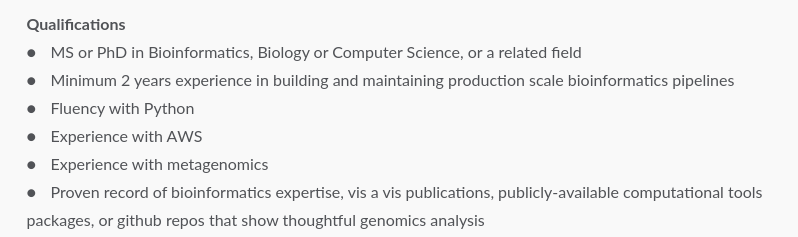 Qualifications
● MS or PhD in Bioinformatics, Biology or Computer Science, or a related field
● Minimum 2 years experience in building and maintaining production scale bioinformatics pipelines
● Fluency with Python
● Experience with AWS
● Experience with metagenomics
● Proven record of bioinformatics expertise, vis a vis publications, publicly-available computational tools
packages, or github repos that show thoughtful genomics analysis